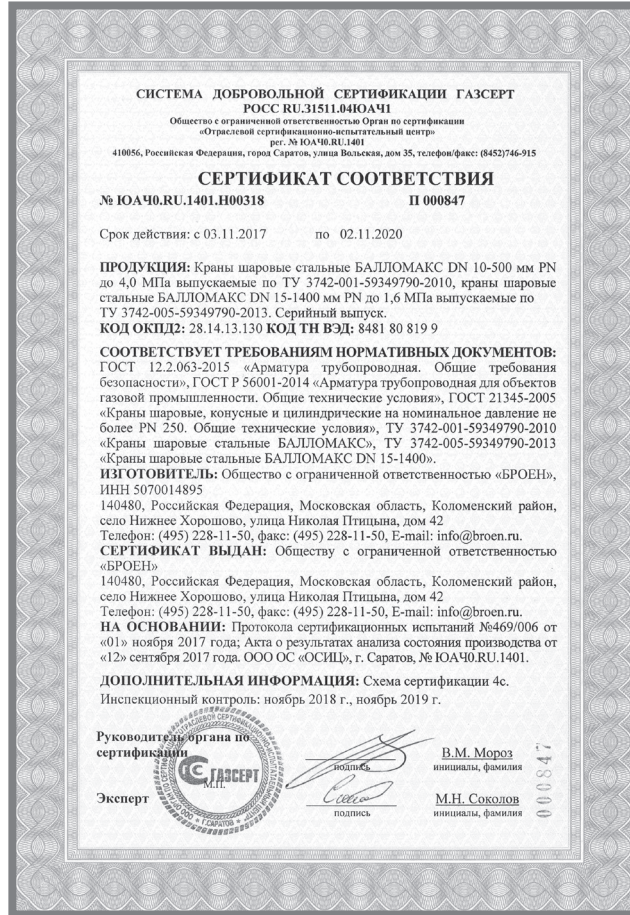 СИСТЕМА ДОБРОВОЛЬНОЙ СЕРТИФИКАЦИИ ГАЗСЕРТ
РОСС RU.31511.04ЮАЧ1
Общество с ограниченной ответственностью Орган по сертификации
«Отраслевой сертификационно-испытательный центр»
рег. № ЮАЧ0.RU.1401
410056, Российская Федерация, город Саратов, улица Вольская, дом 35, телефон/факс: (8452)746-915
СЕРТИФИКАТ СООТВЕТСТВИЯ
№ ЮАЧ0.RU.1401.Н00318 П 000847
Срок действия: с 03.11.2017 по 02.11.2020
ПРОДУКЦИЯ: Краны шаровые стальные БАЛЛОМАКС DN 10-500 мм PN
до 4,0 МПа выпускаемые по ТУ 3742-001-59349790-2010, краны шаровые
стальные БАЛЛОМАКС DN 15-1400 мм PN до 1,6 МПа выпускаемые по
ТУ 3742-005-59349790-2013. Серийный выпуск.
КОД ОКПД2: 28.14.13.130 КОД ТН ВЭД: 8481 80 819 9
СООТВЕТСТВУЕТ ТРЕБОВАНИЯМ НОРМАТИВНЫХ ДОКУМЕНТОВ:
ГОСТ 12.2.063-2015 «Арматура трубопроводная. Общие требования
безопасности», ГОСТ Р 56001-2014 «Арматура трубопроводная для объектов
газовой промышленности. Общие технические условия», ГОСТ 21345-2005
«Краны шаровые, конусные и цилиндрические на номинальное давление не
более PN 250. Общие технические условия», ТУ 3742-001-59349790-2010
«Краны шаровые стальные БАЛЛОМАКС», ТУ 3742-005-59349790-2013
«Краны шаровые стальные БАЛЛОМАКС DN 15-1400».
ИЗГОТОВИТЕЛЬ: Общество с ограниченной ответственностью «БРОЕН»,
ИНН 5070014895
140480, Российская Федерация, Московская область, Коломенский район,
село Нижнее Хорошово, улица Николая Птицына, дом 42
Телефон: (495) 228-11-50, факс: (495) 228-11-50, E-mail: info@broen.ru.
СЕРТИФИКАТ ВЫДАН: Обществу с ограниченной ответственностью
«БРОЕН»
140480, Российская Федерация, Московская область, Коломенский район,
село Нижнее Хорошово, улица Николая Птицына, дом 42
Телефон: (495) 228-11-50, факс: (495) 228-11-50, E-mail: info@broen.ru.
НА ОСНОВАНИИ: Протокола сертификационных испытаний №469/006 от
«01» ноября 2017 года; Акта о результатах анализа состояния производства от
«12» сентября 2017 года. ООО ОС «ОСИЦ», г. Саратов, № ЮАЧ0.RU.1401.
ДОПОЛНИТЕЛЬНАЯ ИНФОРМАЦИЯ: Схема сертификации 4с.
Инспекционный контроль: ноябрь 2018 г., ноябрь 2019 г.
Руководитель органа по
сертификации
подпись
В.М. Мороз
инициалы, фамилия
ГАЗСЕРТ
М.П.
Г.САРАТОВ
Эксперт
подпись
М.Н. Соколов
инициалы, фамилия
000847